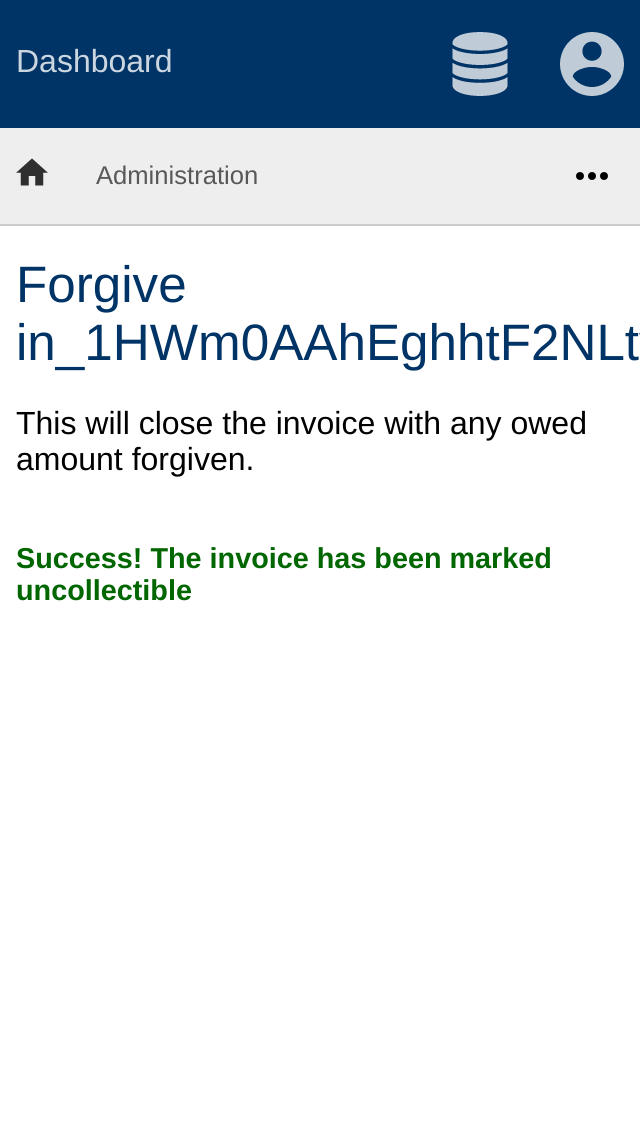 Dashboard
Administration
Forgive
in_1HWm0AAhEghhtF2NLt
This will close the invoice with any owed
amount forgiven.
Success! The invoice has been marked
uncollectible